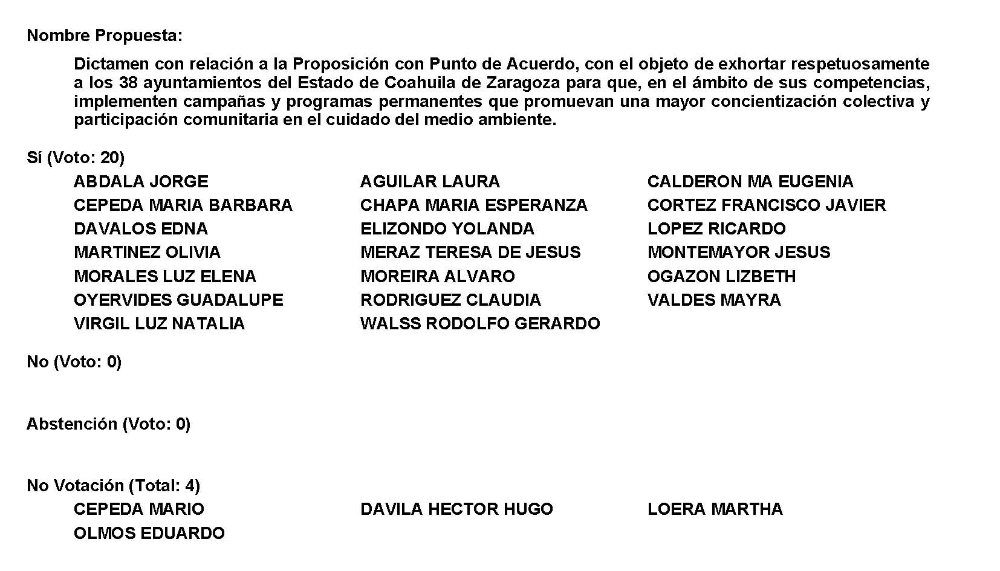 Nombre Propuesta:
Dictamen con relación a la Proposición con Punto de Acuerdo, con el objeto de exhortar respetuosamente
a los 38 ayuntamientos del Estado de Coahuila de Zaragoza para que, en el ámbito de sus competencias,
implementen campañas y programas permanentes que promuevan una mayor concientización colectiva y
participación comunitaria en el cuidado del medio ambiente.
Sí (Voto: 20)
ABDALA JORGE AGUILAR LAURA CALDERON MA EUGENIA
CEPEDA MARIA BARBARA CHAPA MARIA ESPERANZA CORTEZ FRANCISCO JAVIER
DAVALOS EDNA ELIZONDO YOLANDA LOPEZ RICARDO
MARTINEZ OLIVIA MERAZ TERESA DE JESUS MONTEMAYOR JESUS
MORALES LUZ ELENA MOREIRA ALVARO OGAZON LIZBETH
OYERVIDES GUADALUPE RODRIGUEZ CLAUDIA VALDES MAYRA
VIRGIL LUZ NATALIA WALSS RODOLFO GERARDO
No (Voto: 0)
Abstención (Voto: 0)
No Votación (Total: 4)
CEPEDA MARIO DAVILA HECTOR HUGO LOERA MARTHA
OLMOS EDUARDO